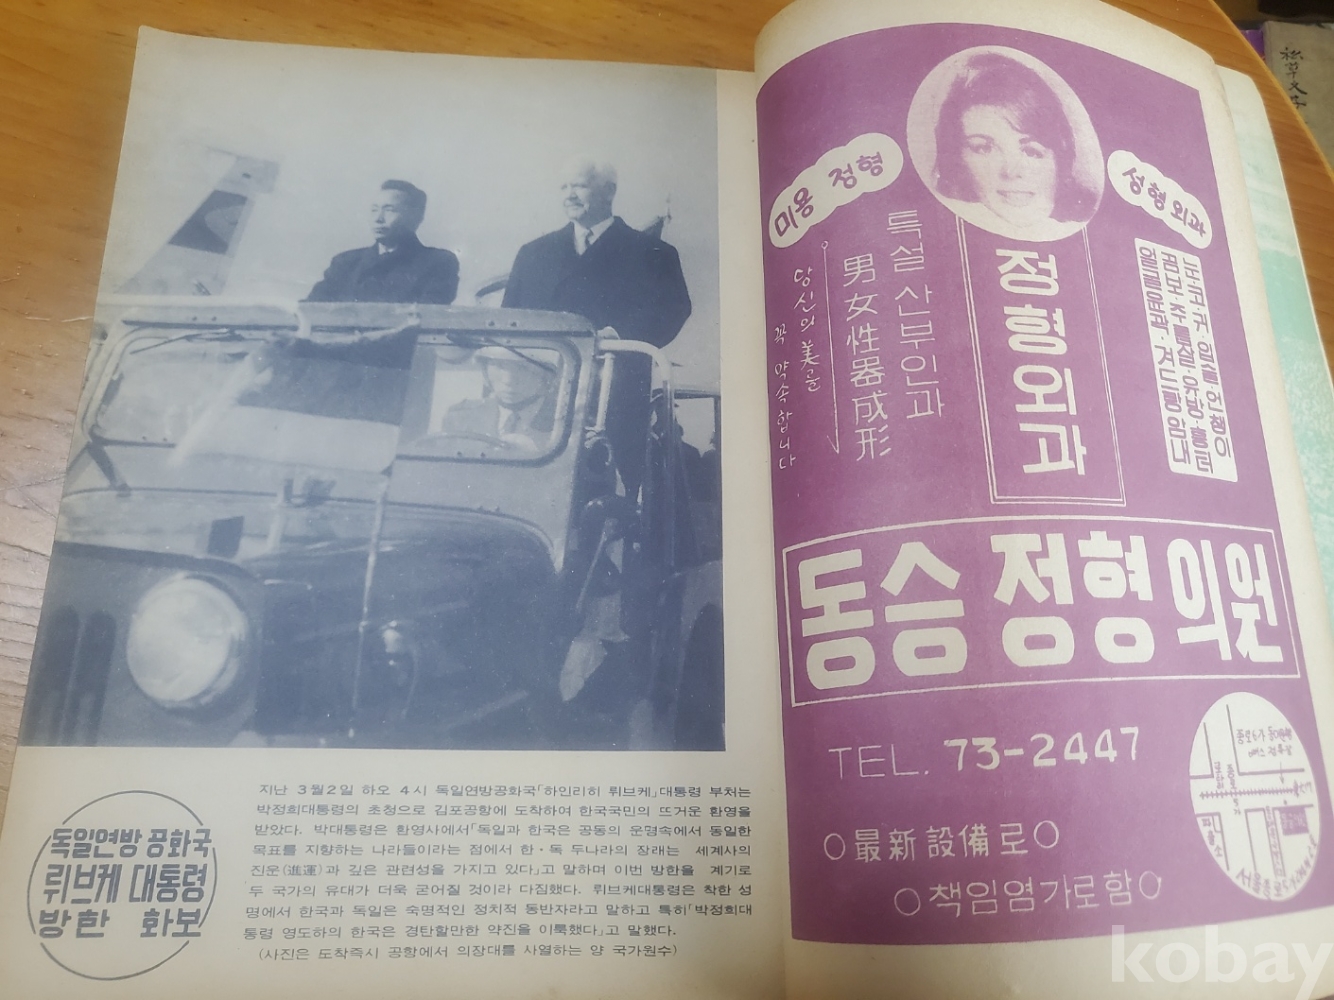 독일연방 공화국
뤼브케 대통령
방한 화보
지난 3월2일 하오 4시 독일연방공화국「하인리히 뤼브케」대통령 부처는
박정희대통령의 초청으로 김포공항에 도착하여 한국국민의 뜨거운 환영을
받았다. 박대통령은 환영사에서「독일과 한국은 공동의 운명속에서 동일한
목표를 지향하는 나라들이라는 점에서 한·독 두나라의 장래는 세계사의
진운(進運)과 깊은 관련성을 가지고 있다」고 말하며 이번 방한을 계기로
두 국가의 유대가 더욱 굳어질 것이라 다짐했다. 뤼브케대통령은 착한 성
명에서 한국과 독일은 숙명적인 정치적 동반자라고 말하고 특히「박정희대
통령 영도하의 한국은 경탄할만한 약진을 이룩했다」고 말했다.
(사진은 도착즉시 공항에서 의장대를 사열하는 양 국가원수)
미용 정형
성형외과
정형외과
눈·코·귀·입술·언챙이
곰보·주름살·유방·흉터
얼굴윤곽·겨드랑 암내
특설 산부인과
男女性器成形
당신의 美를
꼭 약속합니다
동승 정형 의원
TEL. 73-2447
○最新設備로○
○책임염가로함○
kobay